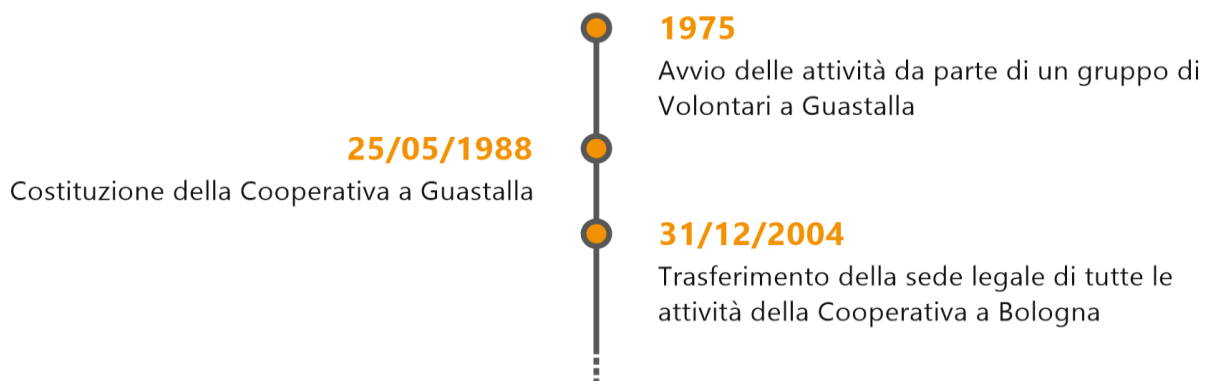 1975
Avvio delle attività da parte di un gruppo di
Volontari a Guastalla
25/05/1988
Costituzione della Cooperativa a Guastalla
31/12/2004
Trasferimento della sede legale di tutte le
attività della Cooperativa a Bologna